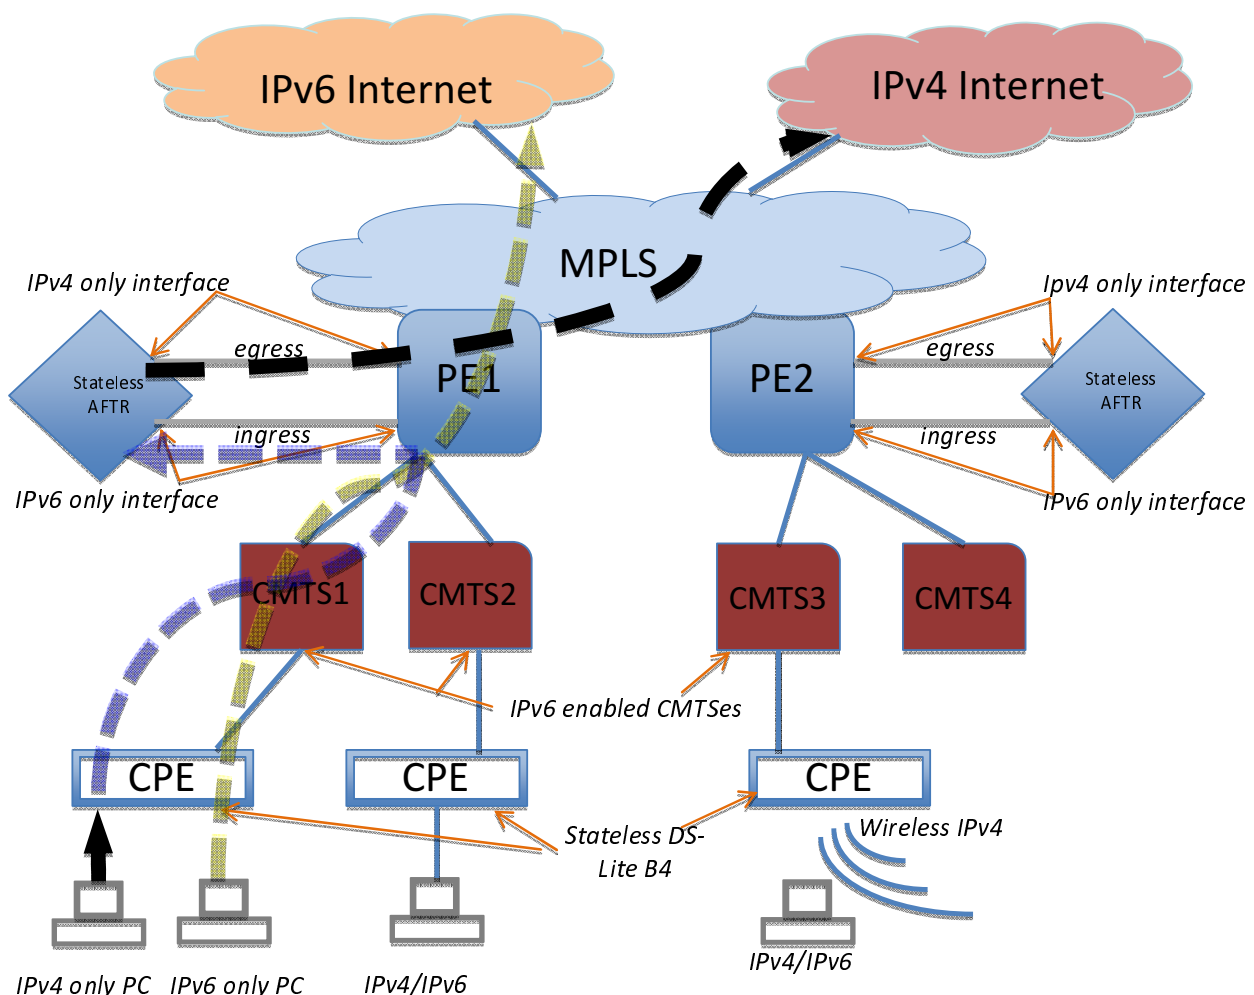 IPv6 Internet
IPv4 Internet
MPLS
IPv4 only interface
Ipv4 only interface
egress
egress
Stateless
AFTR
PE1
PE2
Stateless
AFTR
ingress
ingress
IPv6 only interface
IPv6 only interface
CMTS1
CMTS2
CMTS3
CMTS4
IPv6 enabled CMTSes
CPE
CPE
CPE
Stateless DS-
Lite B4
Wireless IPv4
IPv4 only PC
IPv6 only PC
IPv4/IPv6
IPv4/IPv6